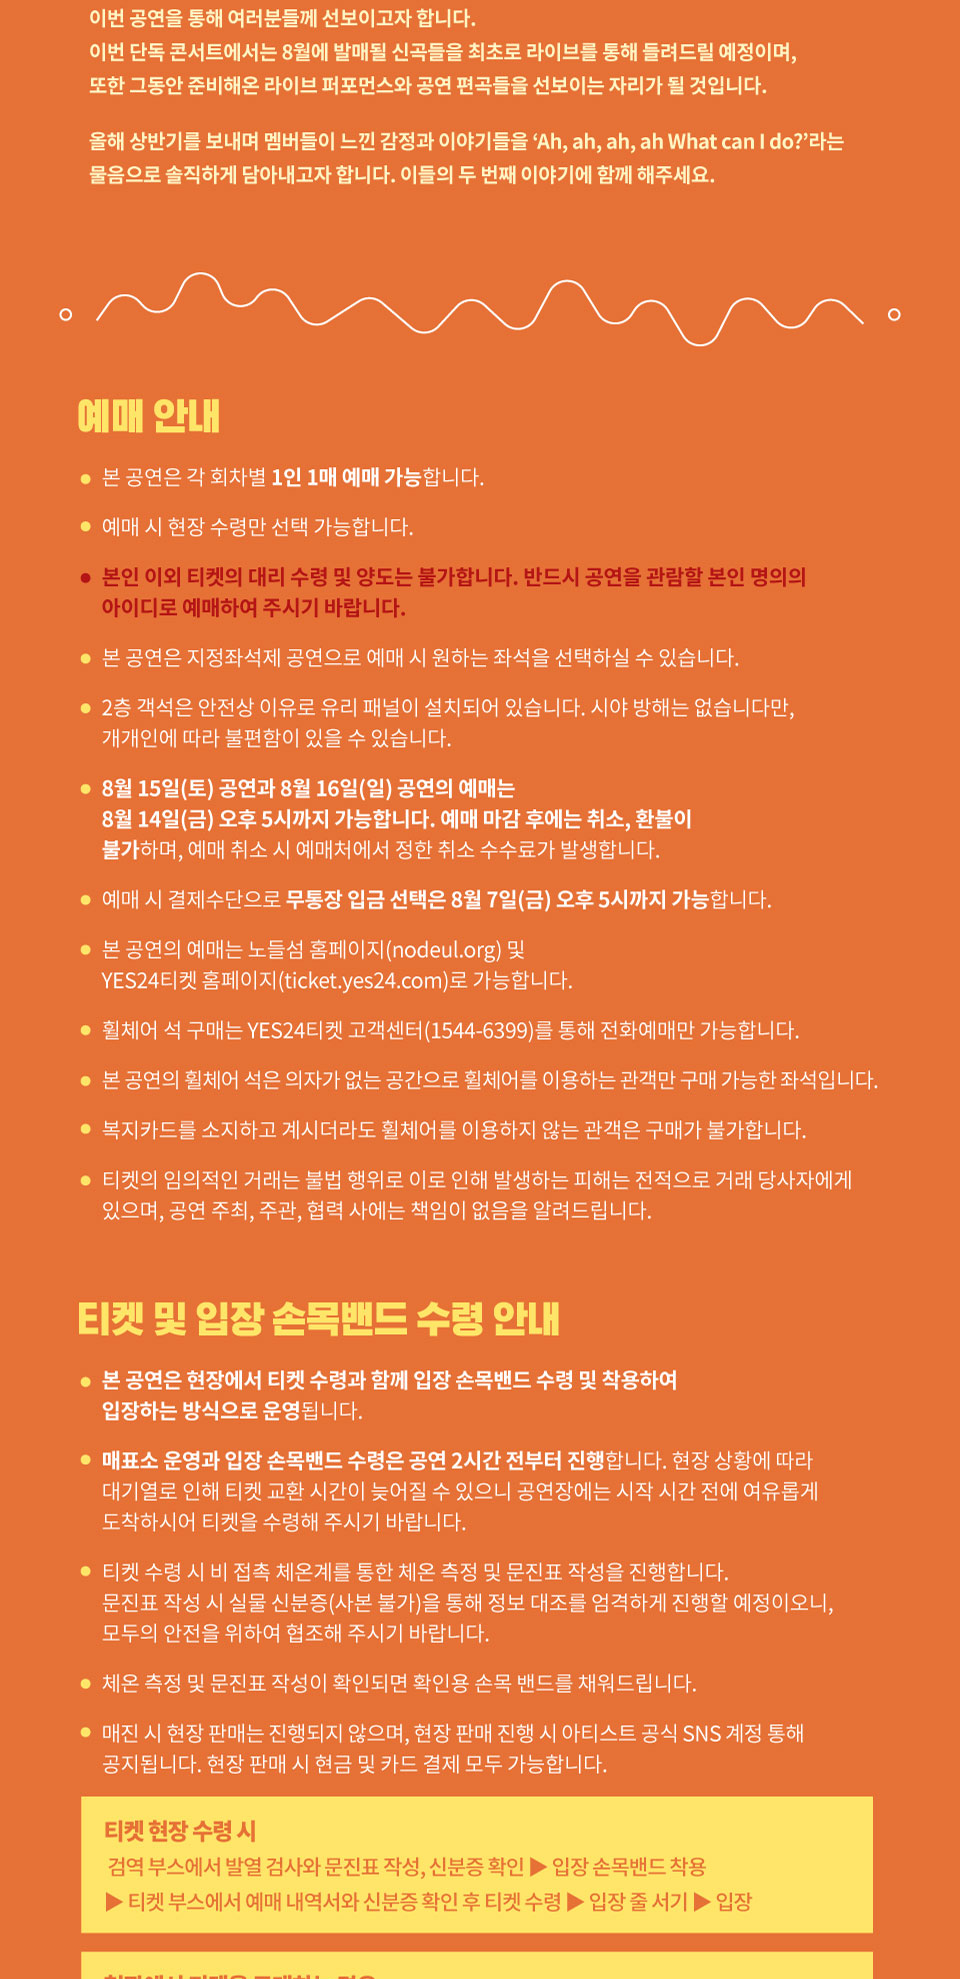 이번 공연을 통해 여러분들께 선보이고자 합니다.
이번 단독 콘서트에서는 8월에 발매될 신곡들을 최초로 라이브를 통해 들려드릴 예정이며,
또한 그동안 준비해온 라이브 퍼포먼스와 공연 편곡들을 선보이는 자리가 될 것입니다.
올해 상반기를 보내며 멤버들이 느낀 감정과 이야기들을 ‘Ah, ah, ah, ah What can I do?’라는
물음으로 솔직하게 담아내고자 합니다. 이들의 두 번째 이야기에 함께 해주세요.
예매 안내
● 본 공연은 각 회차별 1인 1매 예매 가능합니다.
● 예매 시 현장 수령만 선택 가능합니다.
● 본인 이외 티켓의 대리 수령 및 양도는 불가합니다. 반드시 공연을 관람할 본인 명의의
아이디로 예매하여 주시기 바랍니다.
● 본 공연은 지정좌석제 공연으로 예매 시 원하는 좌석을 선택하실 수 있습니다.
● 2층 객석은 안전상 이유로 유리 패널이 설치되어 있습니다. 시야 방해는 없습니다만,
개개인에 따라 불편함이 있을 수 있습니다.
● 8월 15일(토) 공연과 8월 16일(일) 공연의 예매는
8월 14일(금) 오후 5시까지 가능합니다. 예매 마감 후에는 취소, 환불이
불가하며, 예매 취소 시 예매처에서 정한 취소 수수료가 발생합니다.
● 예매 시 결제수단으로 무통장 입금 선택은 8월 7일(금) 오후 5시까지 가능합니다.
● 본 공연의 예매는 노들섬 홈페이지(nodeul.org) 및
YES24티켓 홈페이지(ticket.yes24.com)로 가능합니다.
● 휠체어 석 구매는 YES24티켓 고객센터(1544-6399)를 통해 전화예매만 가능합니다.
● 본 공연의 휠체어 석은 의자가 없는 공간으로 휠체어를 이용하는 관객만 구매 가능한 좌석입니다.
● 복지카드를 소지하고 계시더라도 휠체어를 이용하지 않는 관객은 구매가 불가합니다.
● 티켓의 임의적인 거래는 불법 행위로 이로 인해 발생하는 피해는 전적으로 거래 당사자에게
있으며, 공연 주최, 주관, 협력 사에는 책임이 없음을 알려드립니다.
티켓 및 입장 손목밴드 수령 안내
● 본 공연은 현장에서 티켓 수령과 함께 입장 손목밴드 수령 및 착용하여
입장하는 방식으로 운영됩니다.
● 매표소 운영과 입장 손목밴드 수령은 공연 2시간 전부터 진행합니다. 현장 상황에 따라
대기열로 인해 티켓 교환 시간이 늦어질 수 있으니 공연장에는 시작 시간 전에 여유롭게
도착하시어 티켓을 수령해 주시기 바랍니다.
● 티켓 수령 시 비 접촉 체온계를 통한 체온 측정 및 문진표 작성을 진행합니다.
문진표 작성 시 실물 신분증(사본 불가)을 통해 정보 대조를 엄격하게 진행할 예정이오니,
모두의 안전을 위하여 협조해 주시기 바랍니다.
● 체온 측정 및 문진표 작성이 확인되면 확인용 손목 밴드를 채워드립니다.
● 매진 시 현장 판매는 진행되지 않으며, 현장 판매 진행 시 아티스트 공식 SNS 계정 통해
공지됩니다. 현장 판매 시 현금 및 카드 결제 모두 가능합니다.
티켓 현장 수령 시
검역 부스에서 발열 검사와 문진표 작성, 신분증 확인 ▶ 입장 손목밴드 착용
▶ 티켓 부스에서 예매 내역서와 신분증 확인 후 티켓 수령 ▶ 입장 줄 서기 ▶ 입장